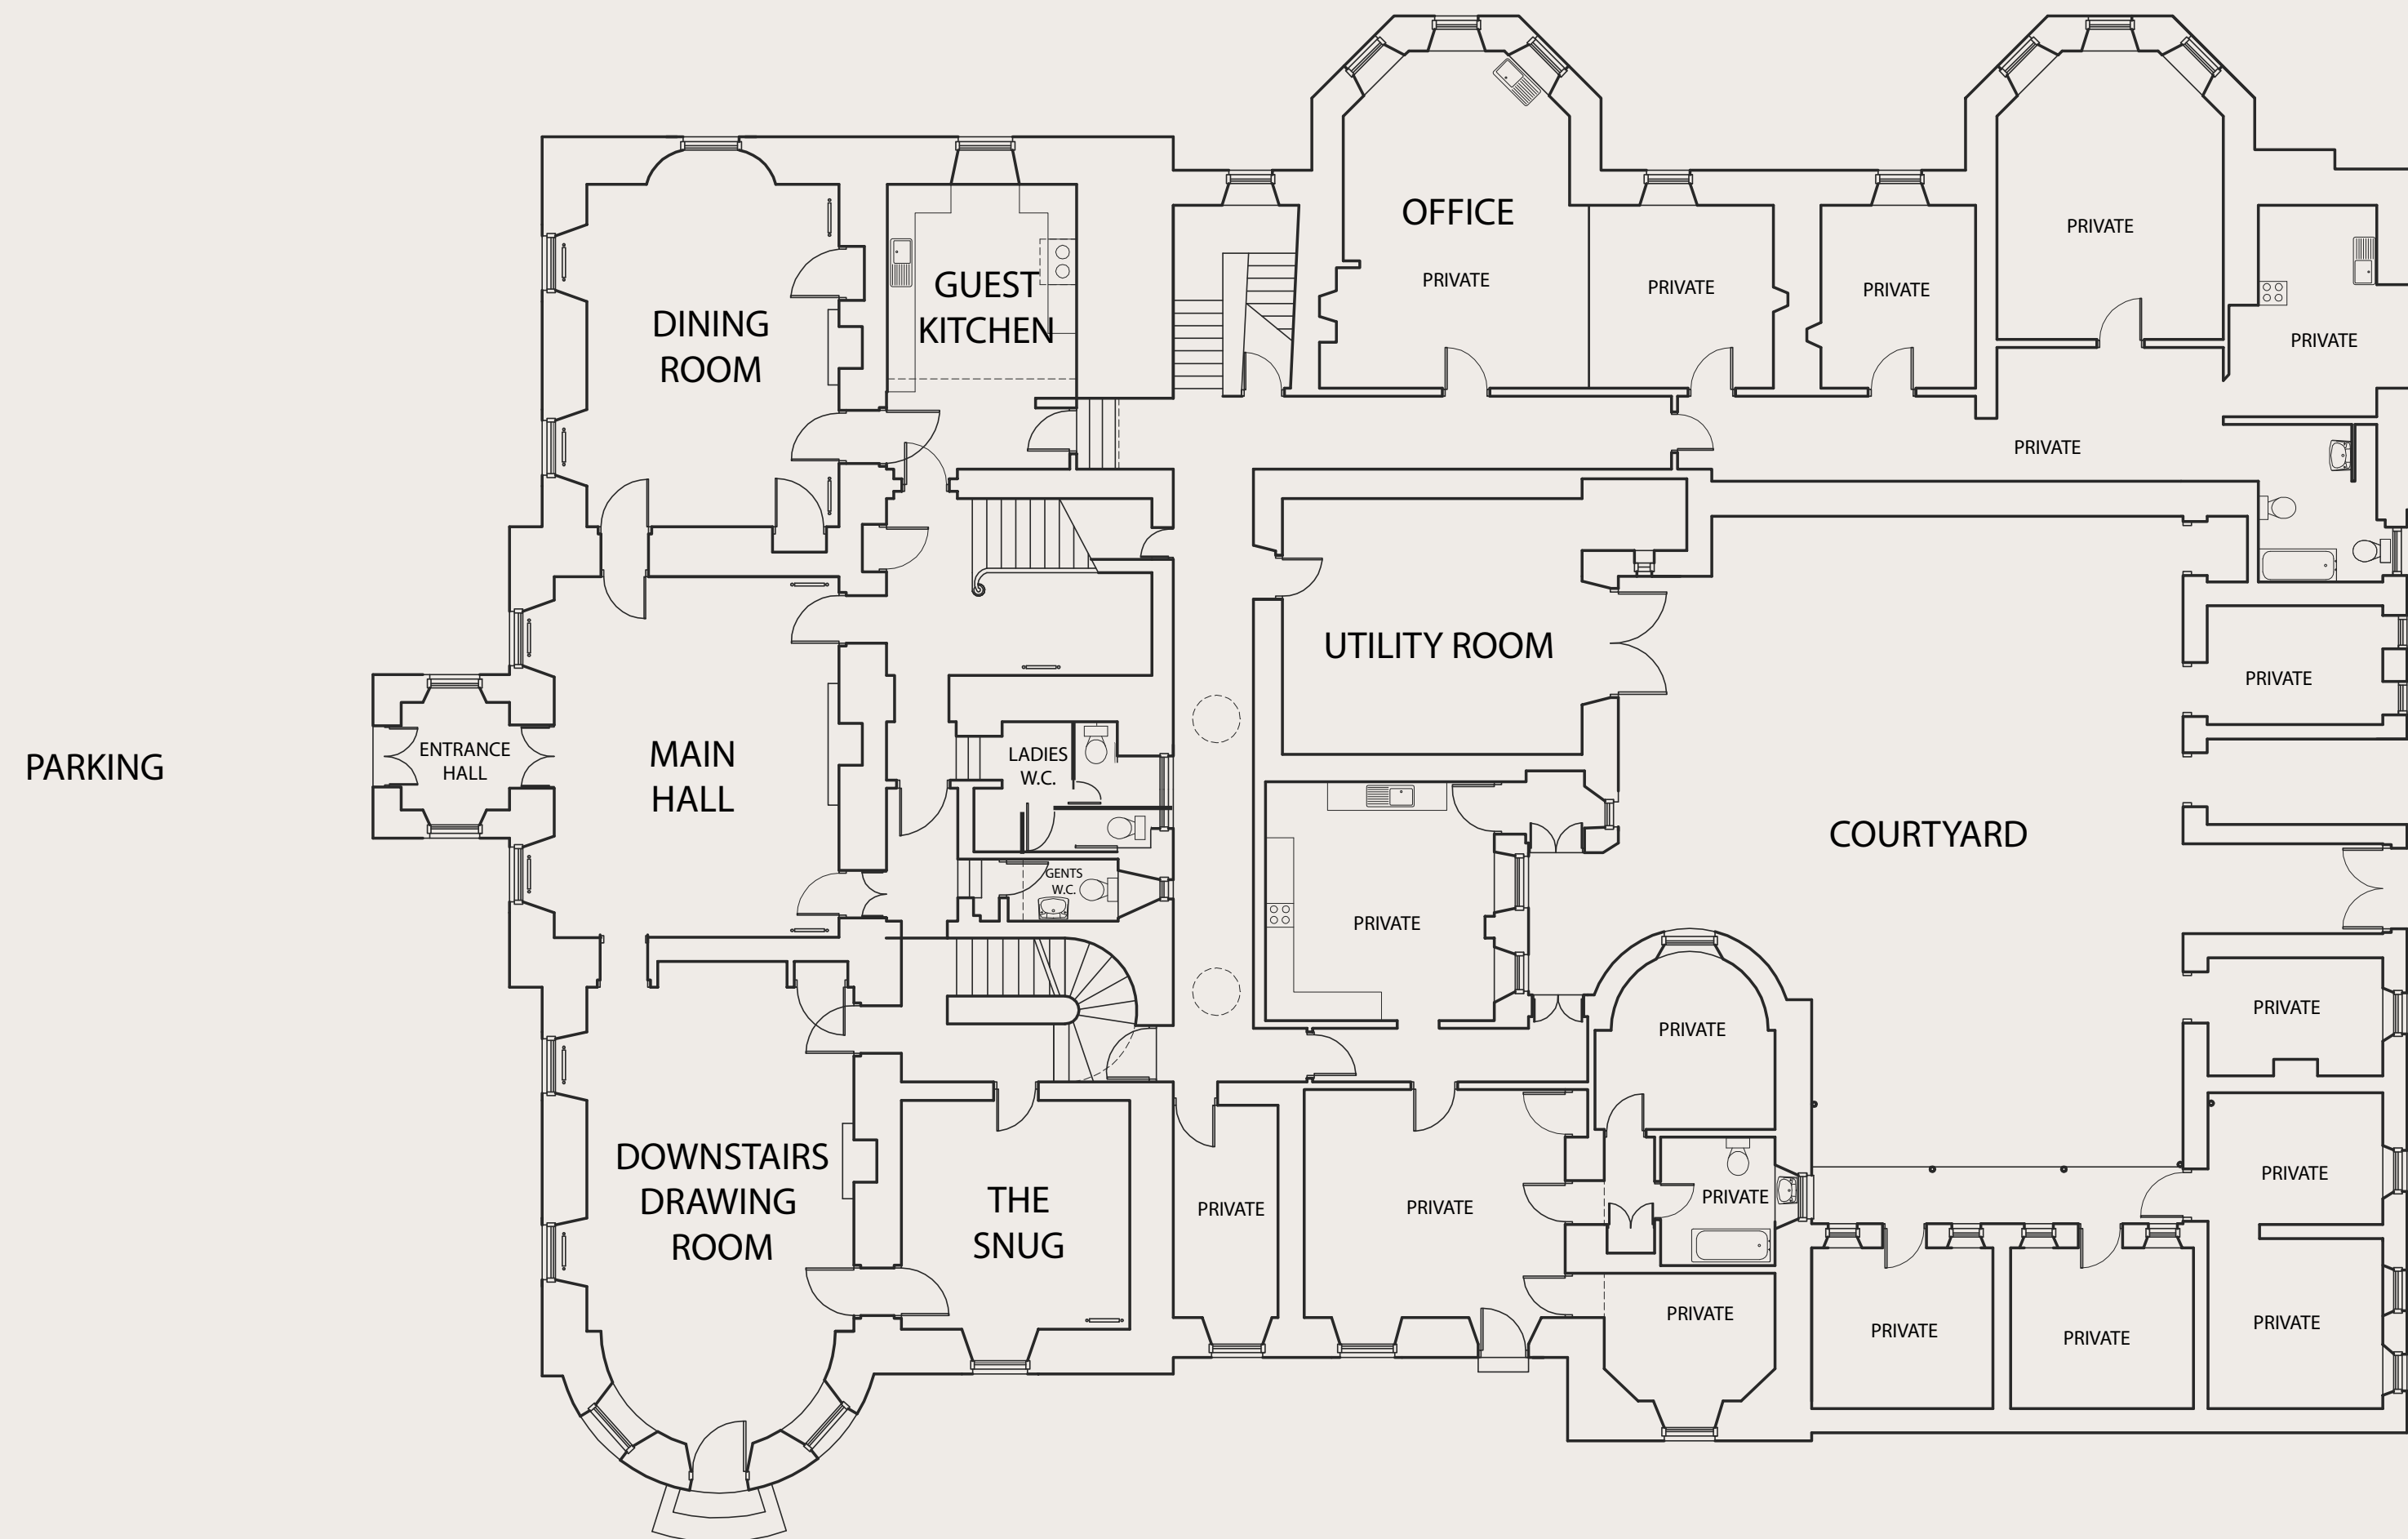 OFFICE
PRIVATE
PRIVATE
PRIVATE
PRIVATE
PRIVATE
PRIVATE
DINING
ROOM
GUEST
KITCHEN
UTILITY ROOM
PRIVATE
PARKING
ENTRANCE
HALL
MAIN
HALL
LADIES
W.C.
GENTS
W.C.
COURTYARD
PRIVATE
PRIVATE
PRIVATE
DOWNSTAIRS
DRAWING
ROOM
THE
SNUG
PRIVATE
PRIVATE
PRIVATE
PRIVATE
PRIVATE
PRIVATE
PRIVATE
PRIVATE
PRIVATE